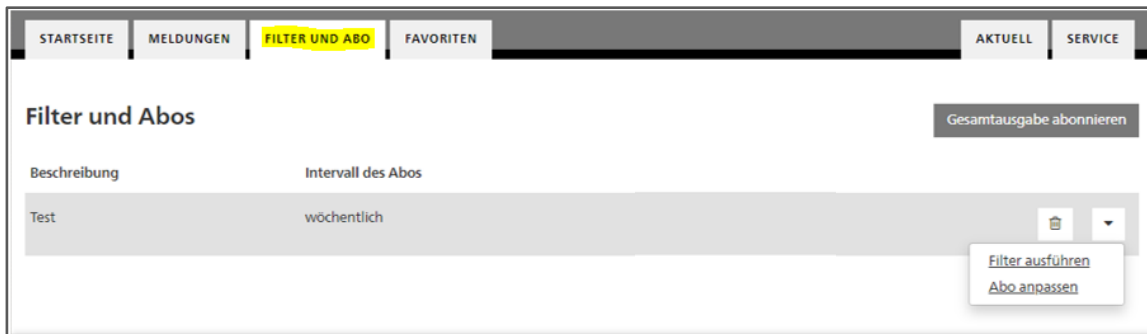 STARTSEITE MELDUNGEN FILTER UND ABO FAVORITEN AKTUELL SERVICE
Filter und Abos
Gesamtausgabe abonnieren
Beschreibung Intervall des Abos
Test wöchentlich
Filter ausführen
Abo anpassen